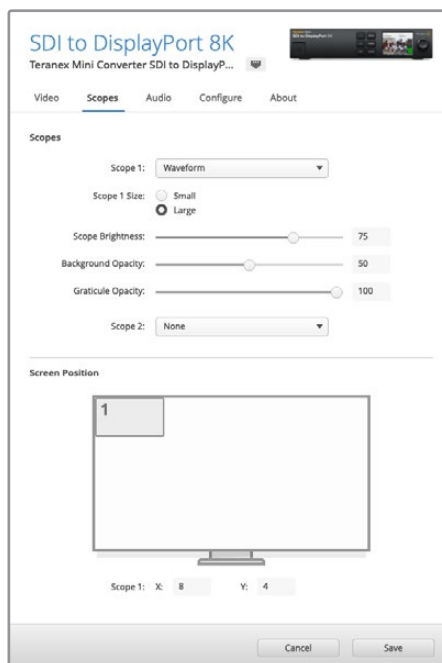 SDI to DisplayPort 8K
Teranex Mini Converter SDI to DisplayP...
Video Scopes Audio Configure About
Scopes
Scope 1: Waveform
Scope 1 Size: Small
Large
Scope Brightness: 75
Background Opacity: 50
Graticule Opacity: 100
Scope 2: None
Screen Position
1
Scope 1: X: 8 Y: 4
Cancel Save